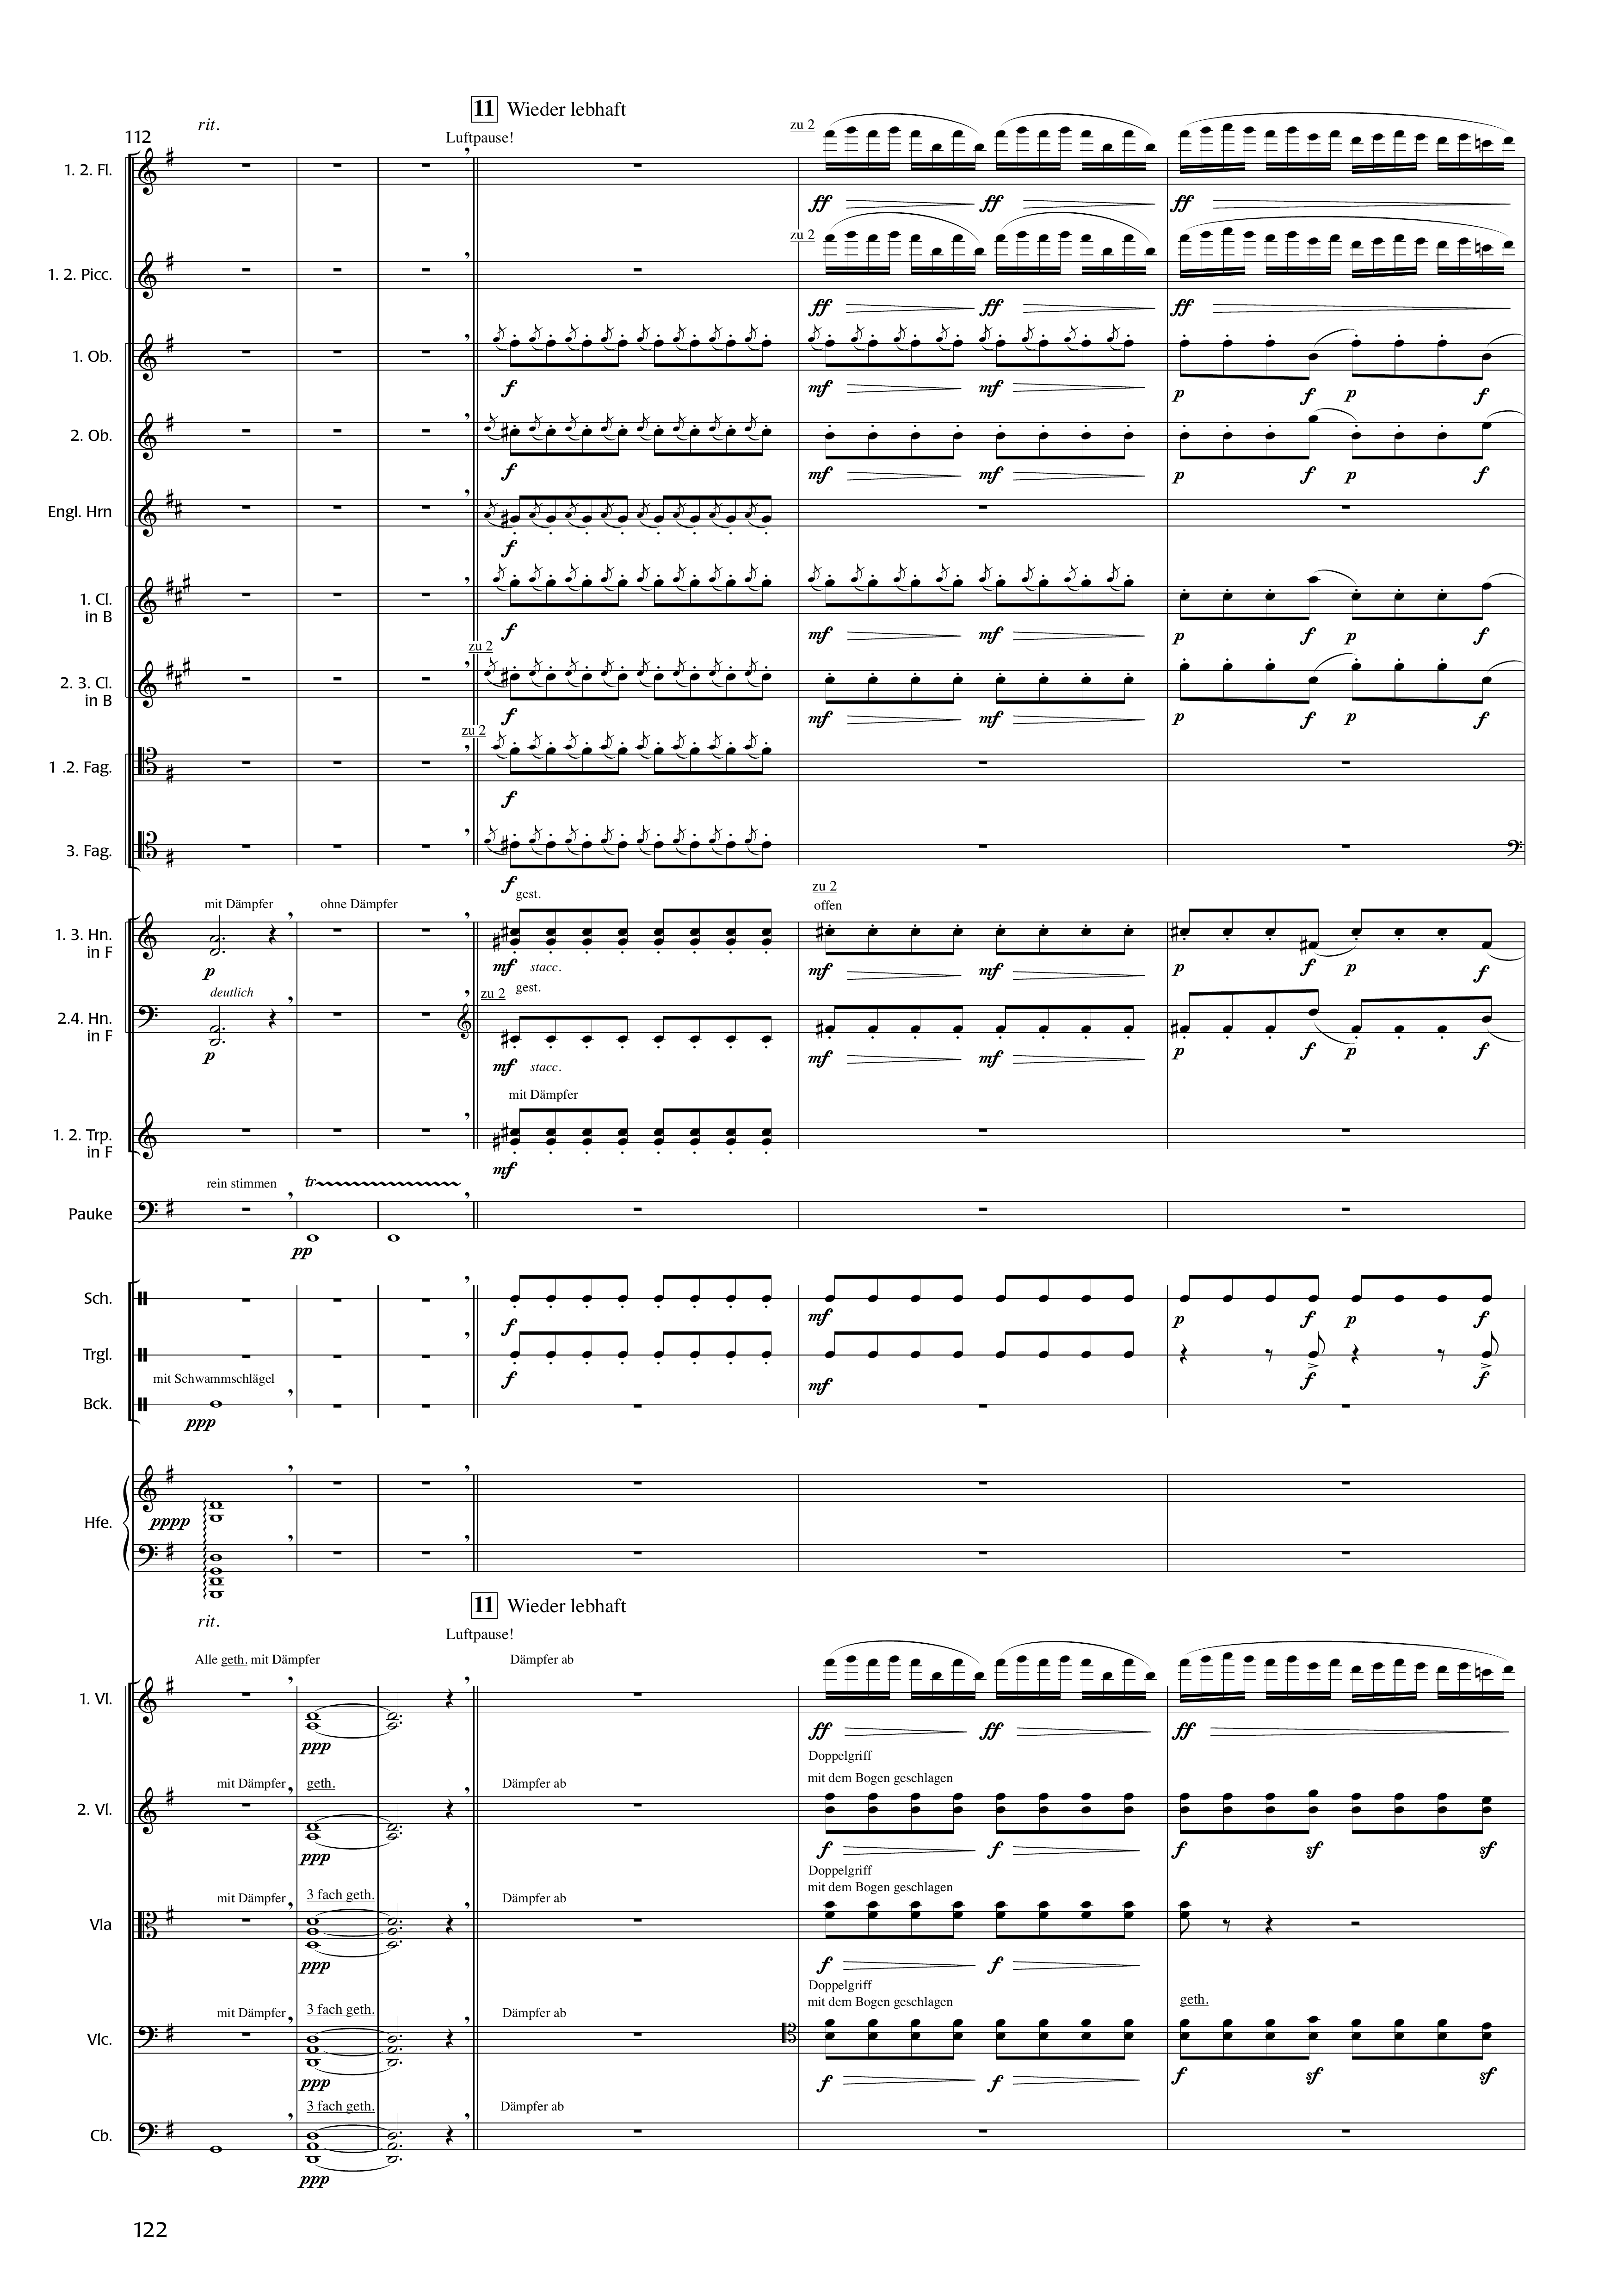 11 Wieder lebhaft
rit.
112
Luftpause!
zu 2
1. 2. Fl.
ff ff ff
zu 2
1. 2. Picc.
ff ff ff
1. Ob.
f mf mf p f p f
2. Ob.
f mf mf p f p f
Engl. Hrn
f
1. Cl.
in B
f mf mf p f p f
zu 2
2. 3. Cl.
in B
f mf mf p f p f
zu 2
1 .2. Fag.
f
3. Fag.
f
gest.
zu 2
mit Dämpfer ohne Dämpfer offen
1. 3. Hn.
in F
p mf stacc. mf mf p f p f
deutlich zu 2 gest.
2.4. Hn.
in F
p mf stacc. mf mf p f p f
mit Dämpfer
1. 2. Trp.
in F
mf
rein stimmen tr
Pauke
pp
Sch.
f mf p f p f
Trgl.
f mf f f
mit Schwammschlägel
Bck.
ppp
Hfe.
pppp
11 Wieder lebhaft
rit.
Luftpause!
Alle geth. mit Dämpfer Dämpfer ab
1. Vl.
ppp ff ff ff
Doppelgriff
mit Dämpfer geth. Dämpfer ab mit dem Bogen geschlagen
2. Vl.
ppp f f f sf sf
Doppelgriff
mit Dämpfer 3 fach geth. Dämpfer ab mit dem Bogen geschlagen
Vla
ppp f f
Doppelgriff
mit Dämpfer 3 fach geth. Dämpfer ab mit dem Bogen geschlagen geth.
Vlc.
ppp f f f sf sf
3 fach geth. Dämpfer ab
Cb.
ppp
122